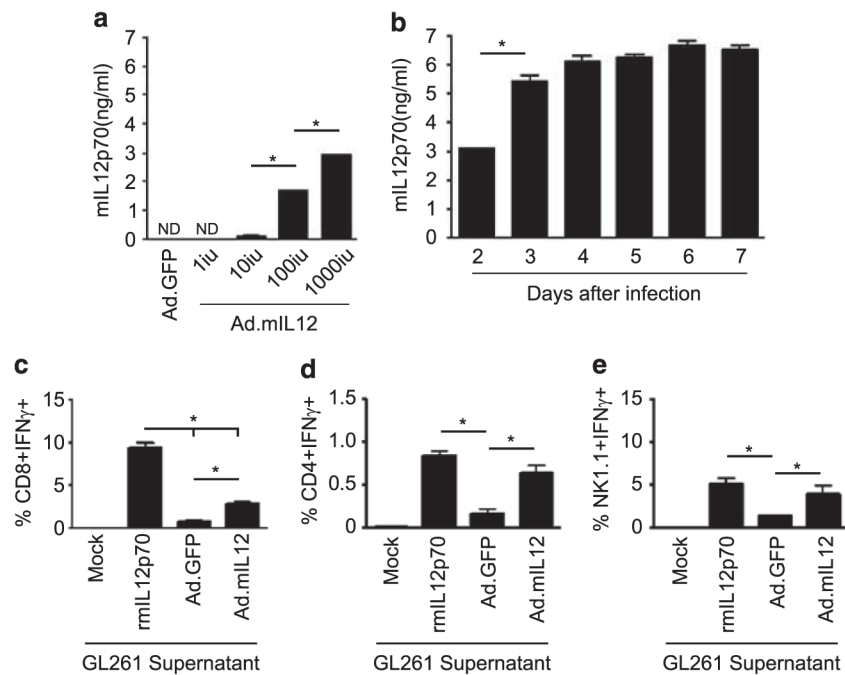 a
mIL12p70(ng/ml)
7
6
5
4
3
2
1
0
ND
ND
*
*
Ad.GFP
1iu
10iu
100iu
1000iu
Ad.mIL12
b
mIL12p70(ng/ml)
7
6
5
4
3
2
1
0
*
2
3
4
5
6
7
Days after infection
c
% CD8+IFNγ+
15
10
5
0
*
*
Mock
rmIL12p70
Ad.GFP
Ad.mIL12
GL261 Supernatant
d
% CD4+IFNγ+
1.5
1.0
0.5
0
*
*
Mock
rmIL12p70
Ad.GFP
Ad.mIL12
GL261 Supernatant
e
% NK1.1+IFNγ+
15
10
5
0
*
*
Mock
rmIL12p70
Ad.GFP
Ad.mIL12
GL261 Supernatant